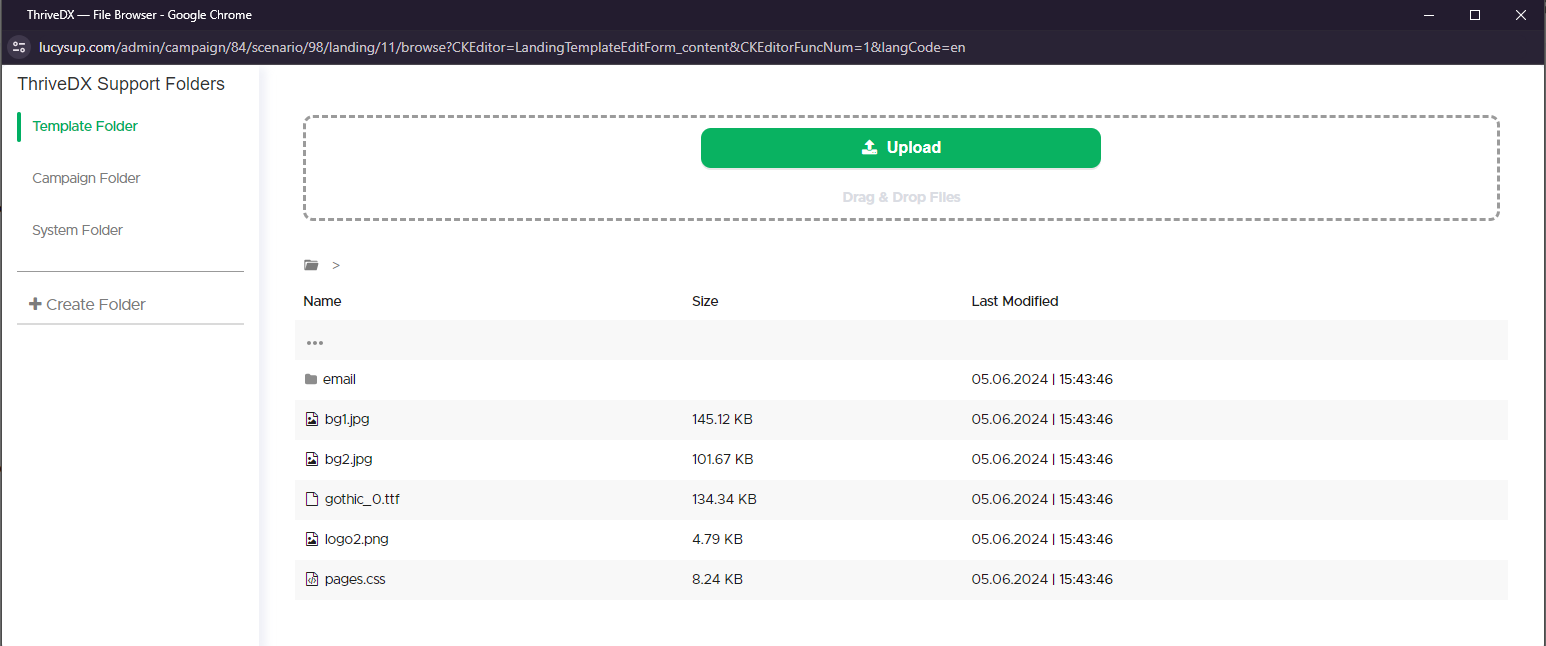 ThriveDX — File Browser - Google Chrome
lucysup.com/admin/campaign/84/scenario/98/landing/11/browse?CKEditor=LandingTemplateEditForm_content&CKEditorFuncNum=1&langCode=en
ThriveDX Support Folders
Template Folder
Campaign Folder
System Folder
Create Folder
Upload
Drag & Drop Files
>
Name Size Last Modified
...
email 05.06.2024 | 15:43:46
bg1.jpg 145.12 KB 05.06.2024 | 15:43:46
bg2.jpg 101.67 KB 05.06.2024 | 15:43:46
gothic_0.ttf 134.34 KB 05.06.2024 | 15:43:46
logo2.png 4.79 KB 05.06.2024 | 15:43:46
pages.css 8.24 KB 05.06.2024 | 15:43:46